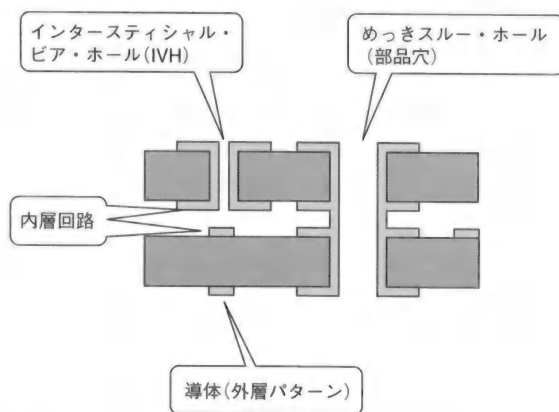 インタースティシャル・
ビア・ホール(IVH)
めっきスルー・ホール
(部品穴)
内層回路
導体(外層パターン)